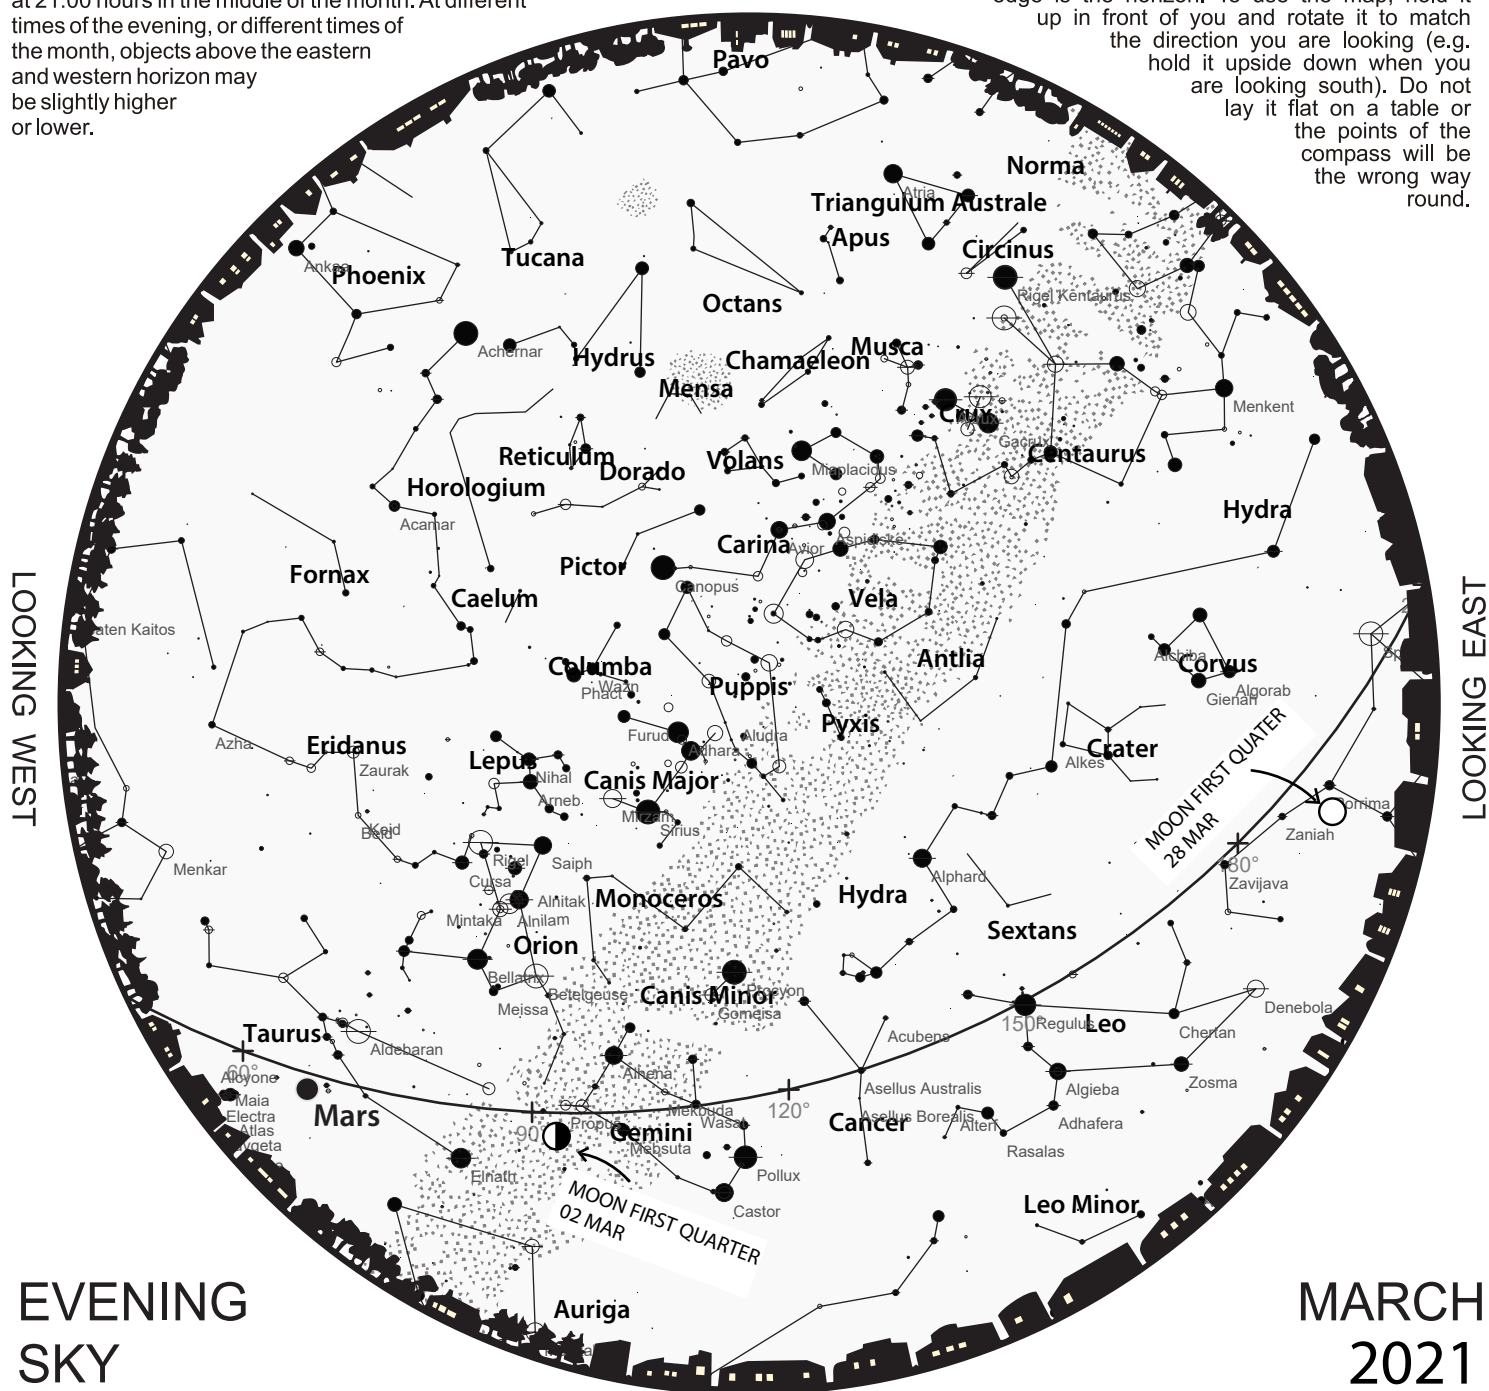 at 21:00 hours in the middle of the month. At different
times of the evening, or different times of
the month, objects above the eastern
and western horizon may
be slightly higher
or lower.
edge is the horizon. To use the map, hold it
up in front of you and rotate it to match
the direction you are looking (e.g.
hold it upside down when you
are looking south). Do not
lay it flat on a table or
the points of the
compass will be
the wrong way
round.
Pavo
Norma
Atria
Triangulum Australe
Apus
Circinus
Tucana
Ankaa
Phoenix
Octans
Rigel Kentaurus
Achernar
Hydrus
Chamaeleon
Musca
Mensa
Menkent
Crux
Acrux
Gacrux
Centaurus
Reticulum
Dorado
Volans
Miaplacidus
Horologium
Acamar
Hydra
Carina
Avior
Aspidiske
Pictor
Canopus
Fornax
Caelum
Vela
LOOKING WEST
LOOKING EAST
aten Kaitos
Columba
Phact
Wazn
Puppis
Antlia
Alchiba
Corvus
Algorab
Gienah
Sp
Azha
Eridanus
Zaurak
Furud
Adhara
Aludra
Pyxis
Crater
Alkes
Lepus
Nihal
Arneb
Canis Major
Mirzam
Sirius
MOON FIRST QUATER
28 MAR
Porrima
Zaniah
180°
Zavijava
Menkar
Beid
Keid
Rigel
Cursa
Saiph
Alphard
Monoceros
Hydra
Mintaka
Alnitak
Alnilam
Orion
Sextans
Bellatrix
Meissa
Betelgeuse
Canis Minor
Procyon
Gomeisa
Denebola
Taurus
Aldebaran
Acubens
150°
Regulus
Leo
Chertan
60°
Alcyone
Maia
Electra
Atlas
Mars
Alhena
Asellus Australis
Asellus Borealis
Algieba
Zosma
120°
Mekbuda
Wasat
Propus
90°
Gemini
Mebsuta
Cancer
Alterf
Adhafera
Rasalas
Elnath
Pollux
Castor
Leo Minor
MOON FIRST QUARTER
02 MAR
Auriga
EVENING
SKY
MARCH
2021